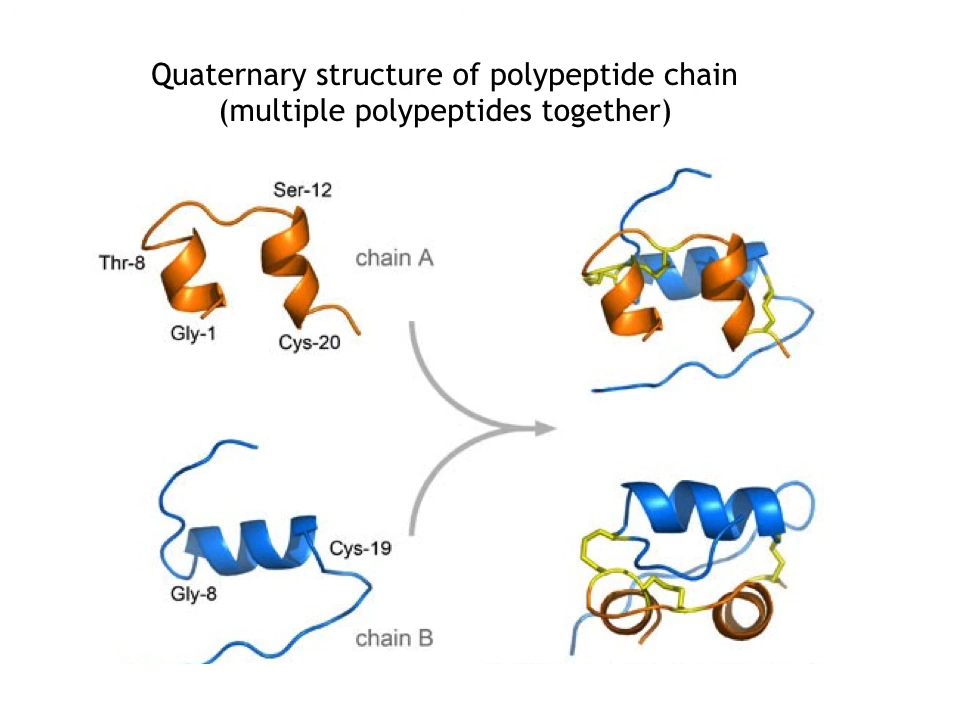 Quaternary structure of polypeptide chain
(multiple polypeptides together)
Ser-12
Thr-8
chain A
Gly-1
Cys-20
Cys-19
Gly-8
chain B